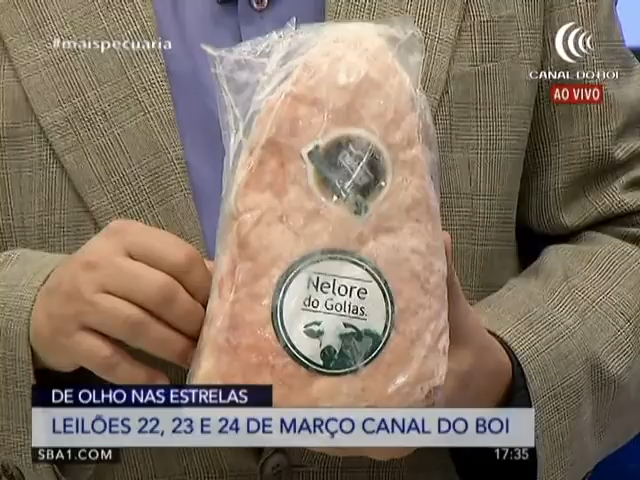 #maispecuaria
CANAL DO BOI
AO VIVO
Nelore
do Golias.
DE OLHO NAS ESTRELAS
LEILÕES 22, 23 E 24 DE MARÇO CANAL DO BOI
SBA1.COM
17:35